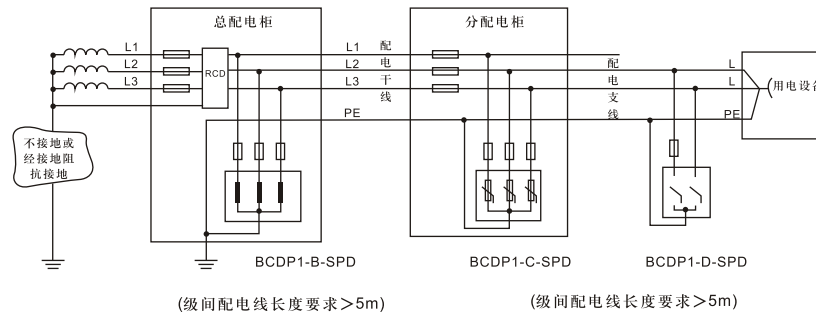 总配电柜
分配电柜
L1
L2
L3
RCD
L1
L2
L3
PE
配电干线
配电支线
L
L
PE
用电设备
不接地或
经接地阻
抗接地
BCDP1-B-SPD
BCDP1-C-SPD
BCDP1-D-SPD
(级间配电线长度要求>5m)
(级间配电线长度要求>5m)